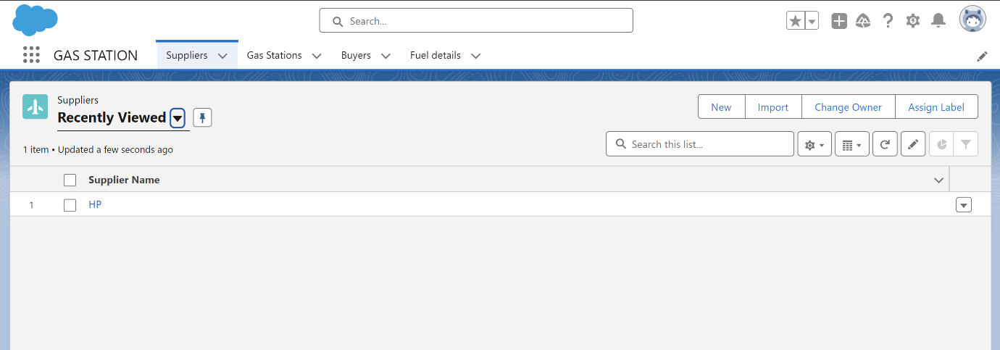 Search...
GAS STATION
Suppliers
Gas Stations
Buyers
Fuel details
Suppliers
Recently Viewed
New
Import
Change Owner
Assign Label
1 item • Updated a few seconds ago
Search this list...
Supplier Name
1
HP